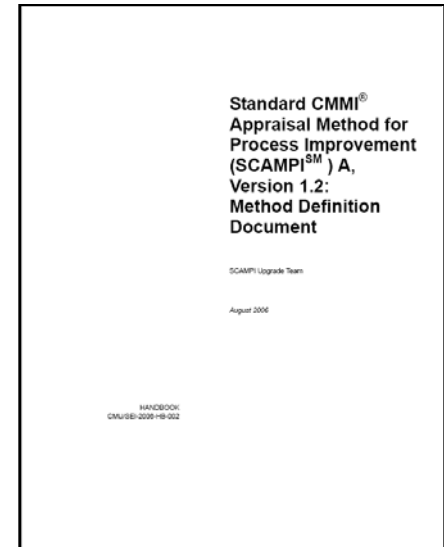 Standard CMMI®
Appraisal Method for
Process Improvement
(SCAMPI℠ ) A,
Version 1.2:
Method Definition
Document
SCAMPI Upgrade Team
August 2006
HANDBOOK
CMU/SEI-2006-HB-002